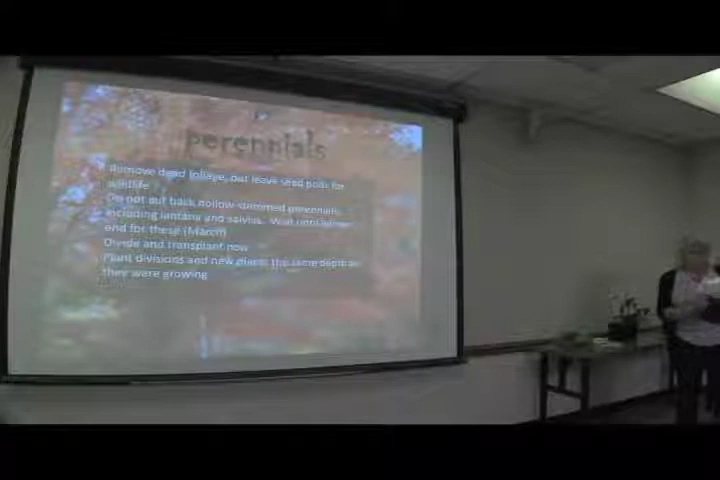 perennials
Remove dead foliage, but leave seed pods for
wildlife
Do not cut back hollow stemmed perennials,
including lantana and salvia. Wait until
end for these (March)
Divide and transplant now
Plant divisions and new plants the same depth as
they were growing